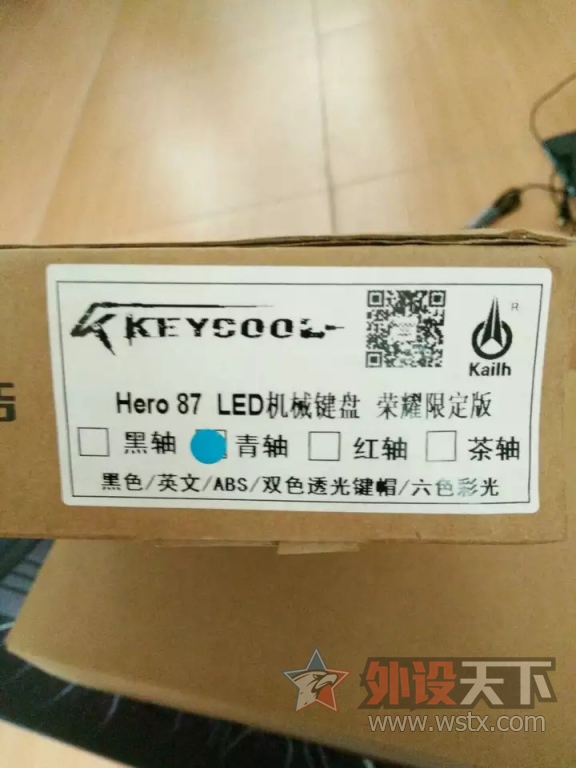 KEYCOOL
R
Kailh
Hero 87 LED机械键盘 荣耀限定版
黑轴 青轴 红轴 茶轴
黑色/英文/ABS/双色透光键帽/六色彩光
外设天下
www.wstx.com